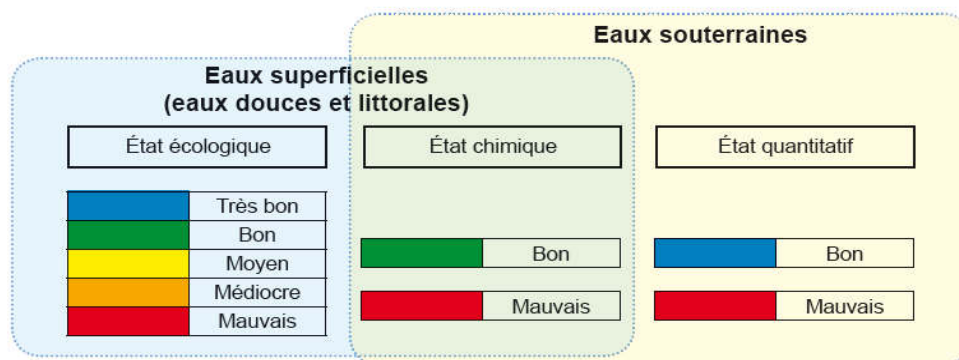 Eaux souterraines
Eaux superficielles
(eaux douces et littorales)
État écologique
État chimique
État quantitatif
Très bon
Bon
Moyen
Médiocre
Mauvais
Bon
Mauvais
Bon
Mauvais